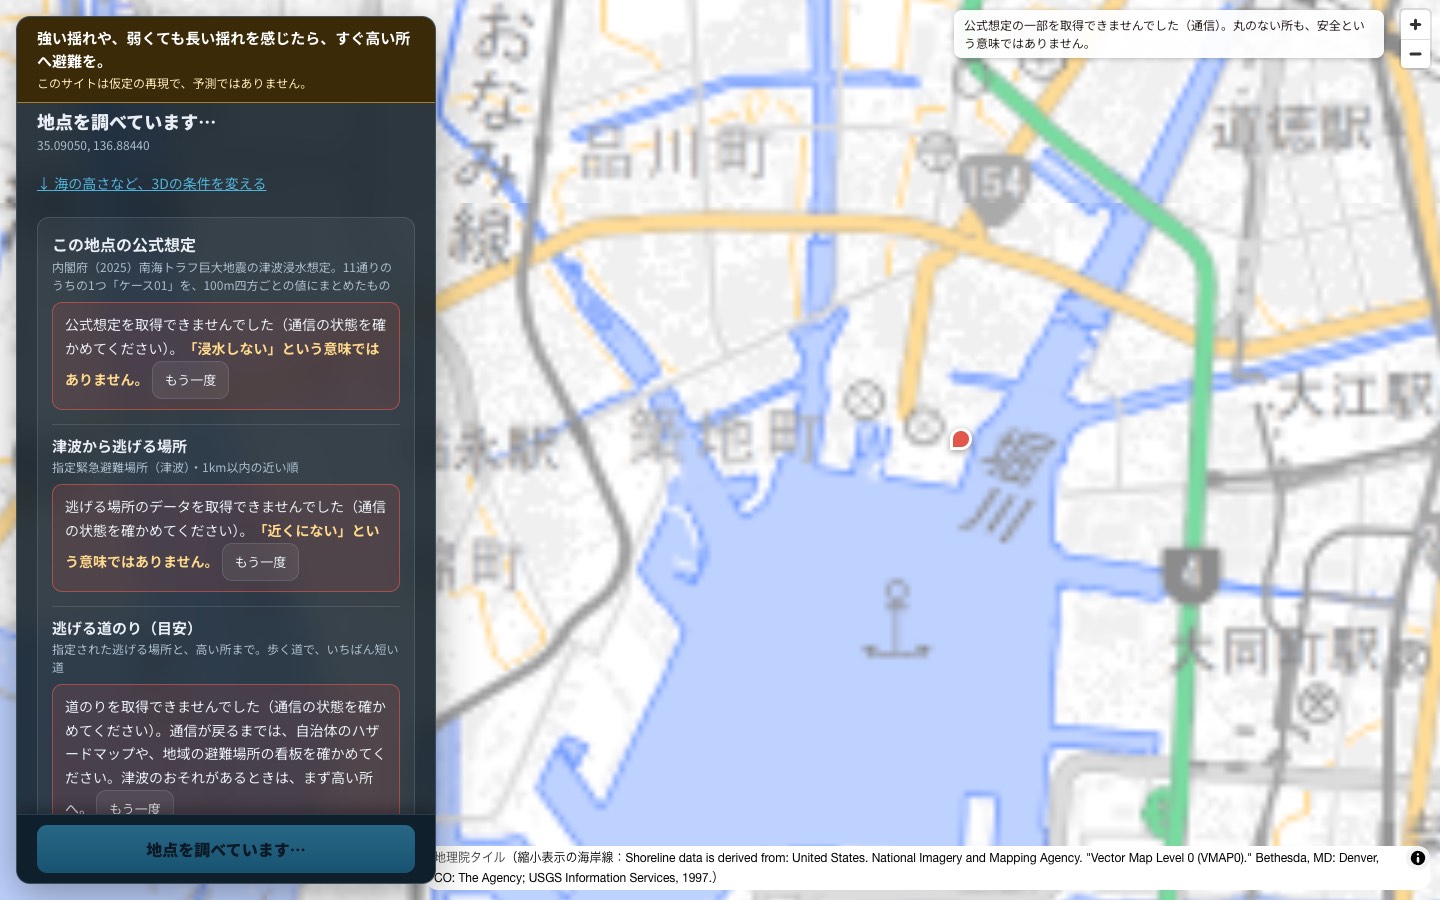 強い揺れや、弱くても長い揺れを感じたら、すぐ高い所
へ避難を。
このサイトは仮定の再現で、予測ではありません。
地点を調べています…
35.09050, 136.88440
↓ 海の高さなど、3Dの条件を変える
この地点の公式想定
内閣府（2025）南海トラフ巨大地震の津波浸水想定。11通りの
うちの1つ「ケース01」を、100m四方ごとの値にまとめたもの
公式想定を取得できませんでした（通信の状態を確
かめてください）。「浸水しない」という意味では
ありません。 もう一度
津波から逃げる場所
指定緊急避難場所（津波）・1km以内の近い順
逃げる場所のデータを取得できませんでした（通信
の状態を確かめてください）。「近くにない」とい
う意味ではありません。 もう一度
逃げる道のり（目安）
指定された逃げる場所と、高い所まで。歩く道で、いちばん短い
道
道のりを取得できませんでした（通信の状態を確か
めてください）。通信が戻るまでは、自治体のハザ
ードマップや、地域の避難場所の看板を確かめてく
ださい。津波のおそれがあるときは、まず高い所
へ。 もう一度
地点を調べています…
公式想定の一部を取得できませんでした（通信）。丸のない所も、安全とい
う意味ではありません。
+
−
おなみ線
品川町
154
道徳駅
大江駅
築地町
堀川
4
大同町駅
地理院タイル（縮小表示の海岸線：Shoreline data is derived from: United States. National Imagery and Mapping Agency. "Vector Map Level 0 (VMAP0)." Bethesda, MD: Denver,
CO: The Agency; USGS Information Services, 1997.）